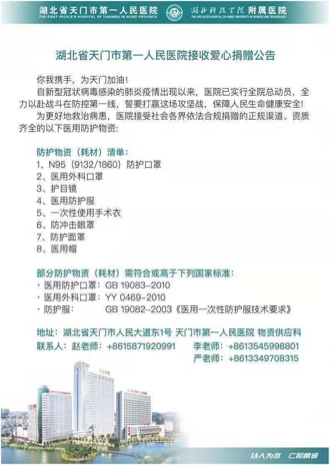 湖北省天门市第一人民医院
THE FIRST PEOPLE'S HOSPITAL OF TIANMEN IN HUBEI PROVINCE
湖北科技学院 附属医院
湖北省天门市第一人民医院接收爱心捐赠公告
你我携手，为天门加油！
自新型冠状病毒感染的肺炎疫情出现以来，医院已实行全院总动员，全
力以赴战斗在防控第一线，誓要打赢这场攻坚战，保障人民生命健康安全！
为更好地救治病患，医院接受社会各界依法合规捐赠的正规渠道、资质
齐全的以下医用防护物资：
防护物资（耗材）清单：
1、N95（9132/1860）防护口罩
2、医用外科口罩
3、护目镜
4、医用防护服
5、一次性使用手术衣
6、防冲击眼罩
7、防护面罩
8、医用帽
部分防护物资（耗材）需符合或高于下列国家标准：
·医用防护口罩：GB 19083-2010
·医用外科口罩：YY 0469-2010
·防护服：　GB 19082-2003《医用一次性防护服技术要求》
地址：湖北省天门市人民大道东1号 天门市第一人民医院 物资供应科
联系人：赵老师：+8615871920991 李老师：+8613545998801
严老师：+8613349708315
以人为本 仁和精诚